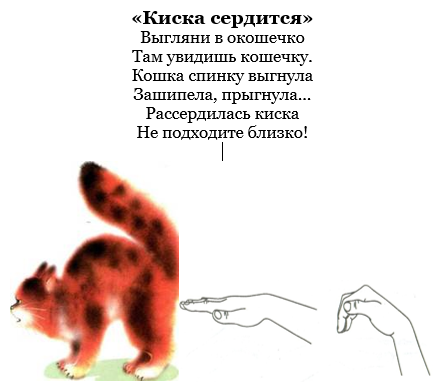 «Киска сердится»
Выгляни в окошечко
Там увидишь кошечку.
Кошка спинку выгнула
Зашипела, прыгнула...
Рассердилась киска
Не подходите близко!